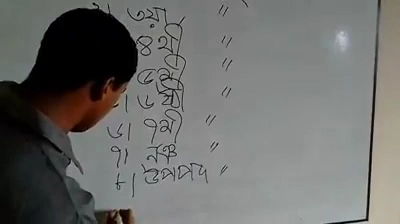 ৩য়া "
৪র্থী "
৫মী "
৬ষ্ঠী "
৬। ৭মী "
৭। নঞ "
৮। উপপদ "